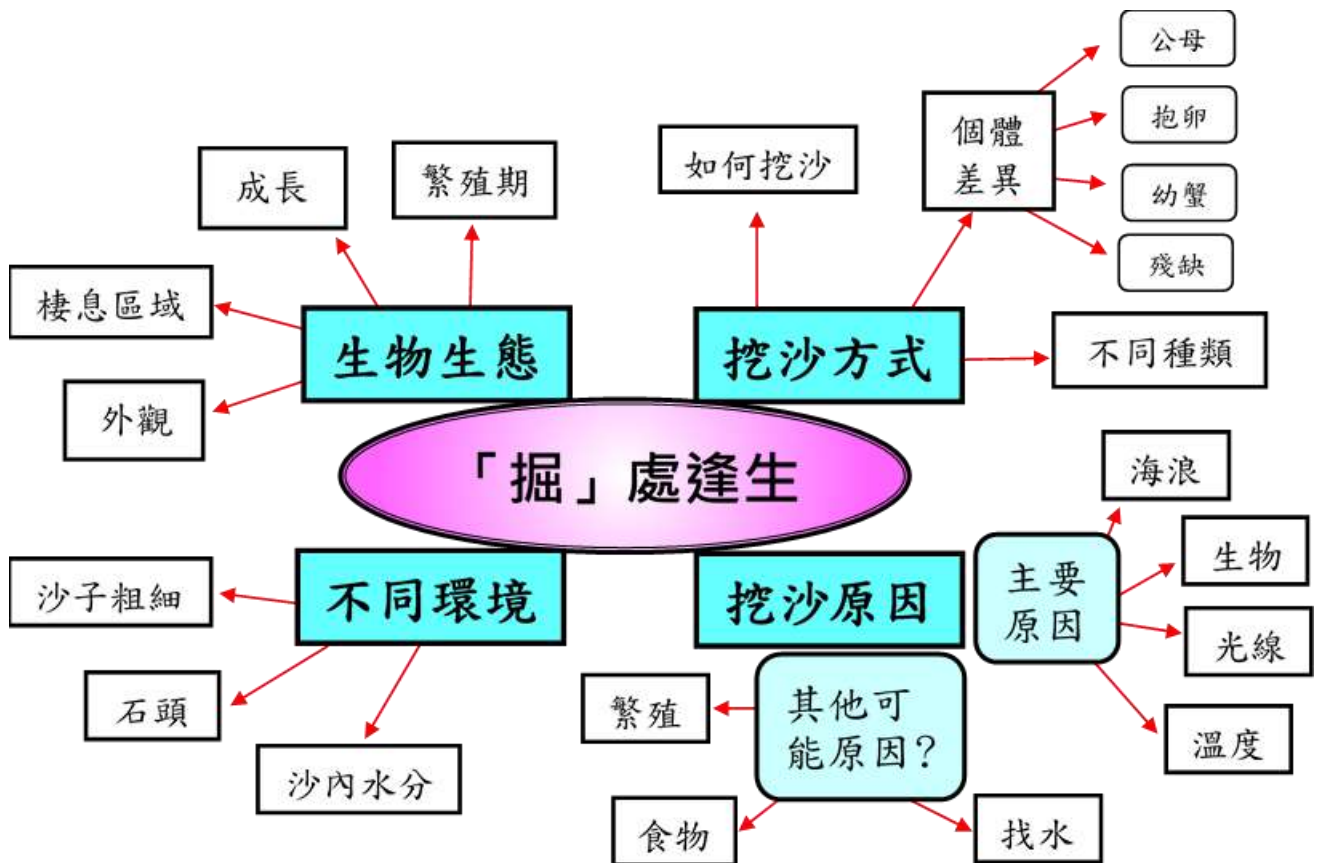 公母
抱卵
幼蟹
殘缺
個體
差異
如何挖沙
繁殖期
成長
棲息區域
外觀
生物生態
挖沙方式
不同種類
「掘」處逢生
海浪
生物
光線
溫度
主要
原因
不同環境
挖沙原因
沙子粗細
石頭
沙內水分
繁殖
其他可
能原因?
食物
找水